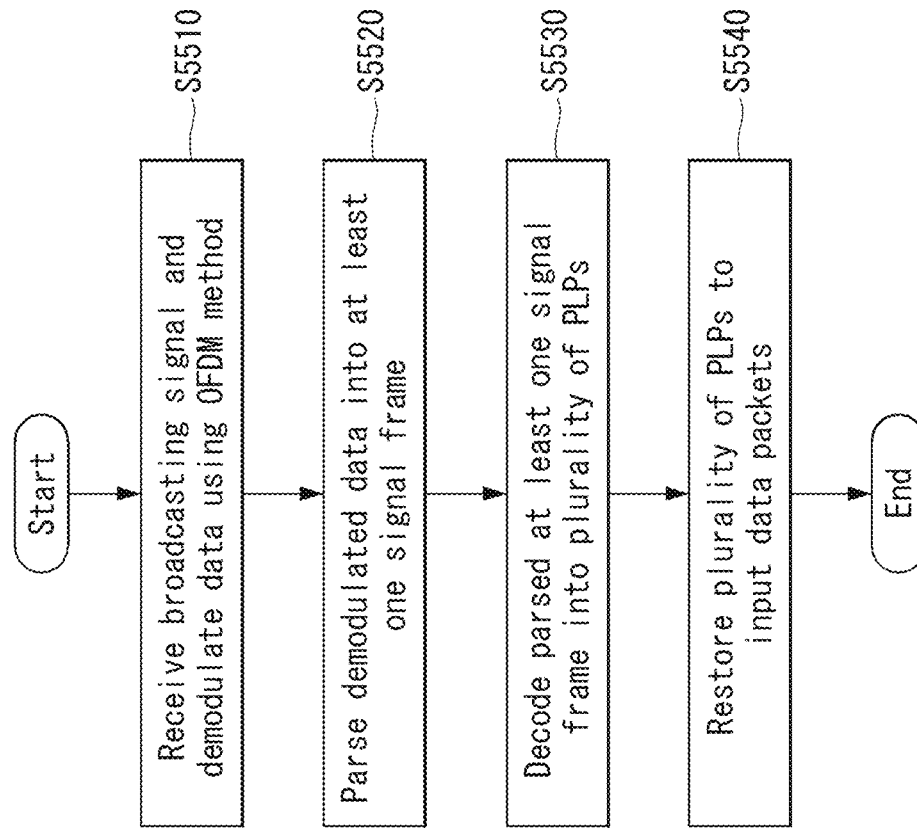 Start
Receive broadcasting signal and
demodulate data using OFDM method
S5510
Parse demodulated data into at least
one signal frame
S5520
Decode parsed at least one signal
frame into plurality of PLPs
S5530
Restore plurality of PLPs to
input data packets
S5540
End